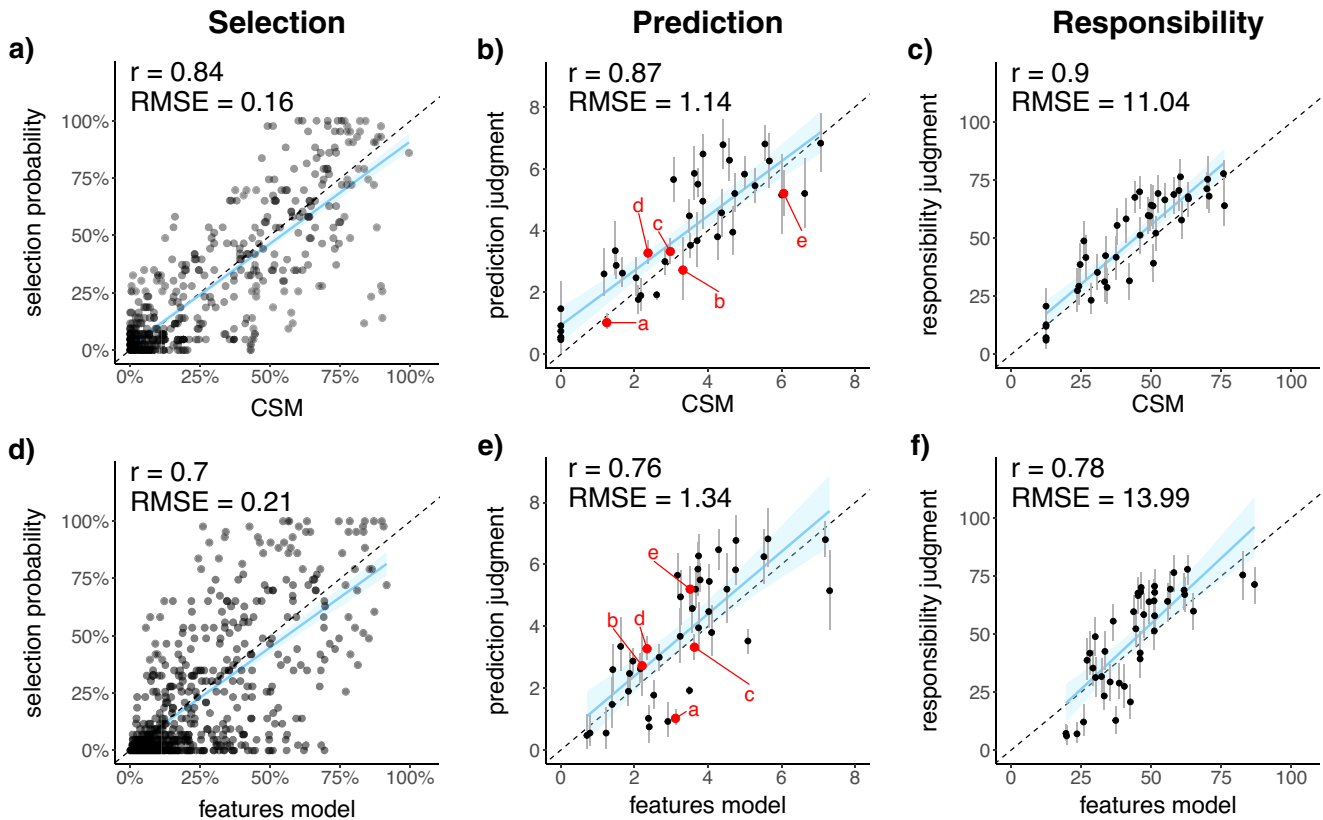 Selection
Prediction
Responsibility
a)
r = 0.84
RMSE = 0.16
selection probability
100%
75%
50%
25%
0%
0%
25%
50%
75%
100%
CSM
b)
r = 0.87
RMSE = 1.14
prediction judgment
8
6
4
2
0
d
c
b
a
e
0
2
4
6
8
CSM
c)
r = 0.9
RMSE = 11.04
responsibility judgment
100
75
50
25
0
0
25
50
75
100
CSM
d)
r = 0.7
RMSE = 0.21
selection probability
100%
75%
50%
25%
0%
0%
25%
50%
75%
100%
features model
e)
r = 0.76
RMSE = 1.34
prediction judgment
8
6
4
2
0
e
b
d
c
a
0
2
4
6
8
features model
f)
r = 0.78
RMSE = 13.99
responsibility judgment
100
75
50
25
0
0
25
50
75
100
features model